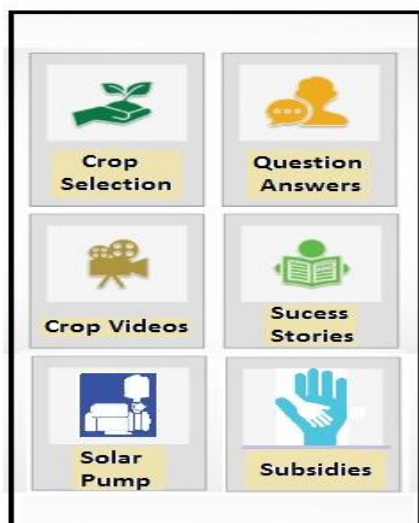 Crop
Selection
Question
Answers
Crop Videos
Sucess
Stories
Solar
Pump
Subsidies